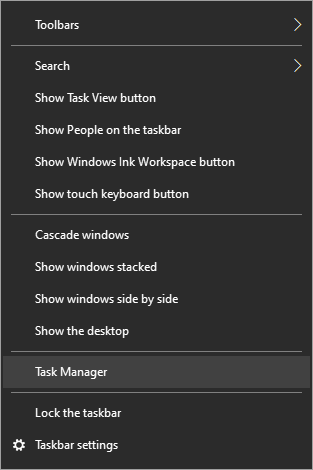 Toolbars
Search
Show Task View button
Show People on the taskbar
Show Windows Ink Workspace button
Show touch keyboard button
Cascade windows
Show windows stacked
Show windows side by side
Show the desktop
Task Manager
Lock the taskbar
Taskbar settings